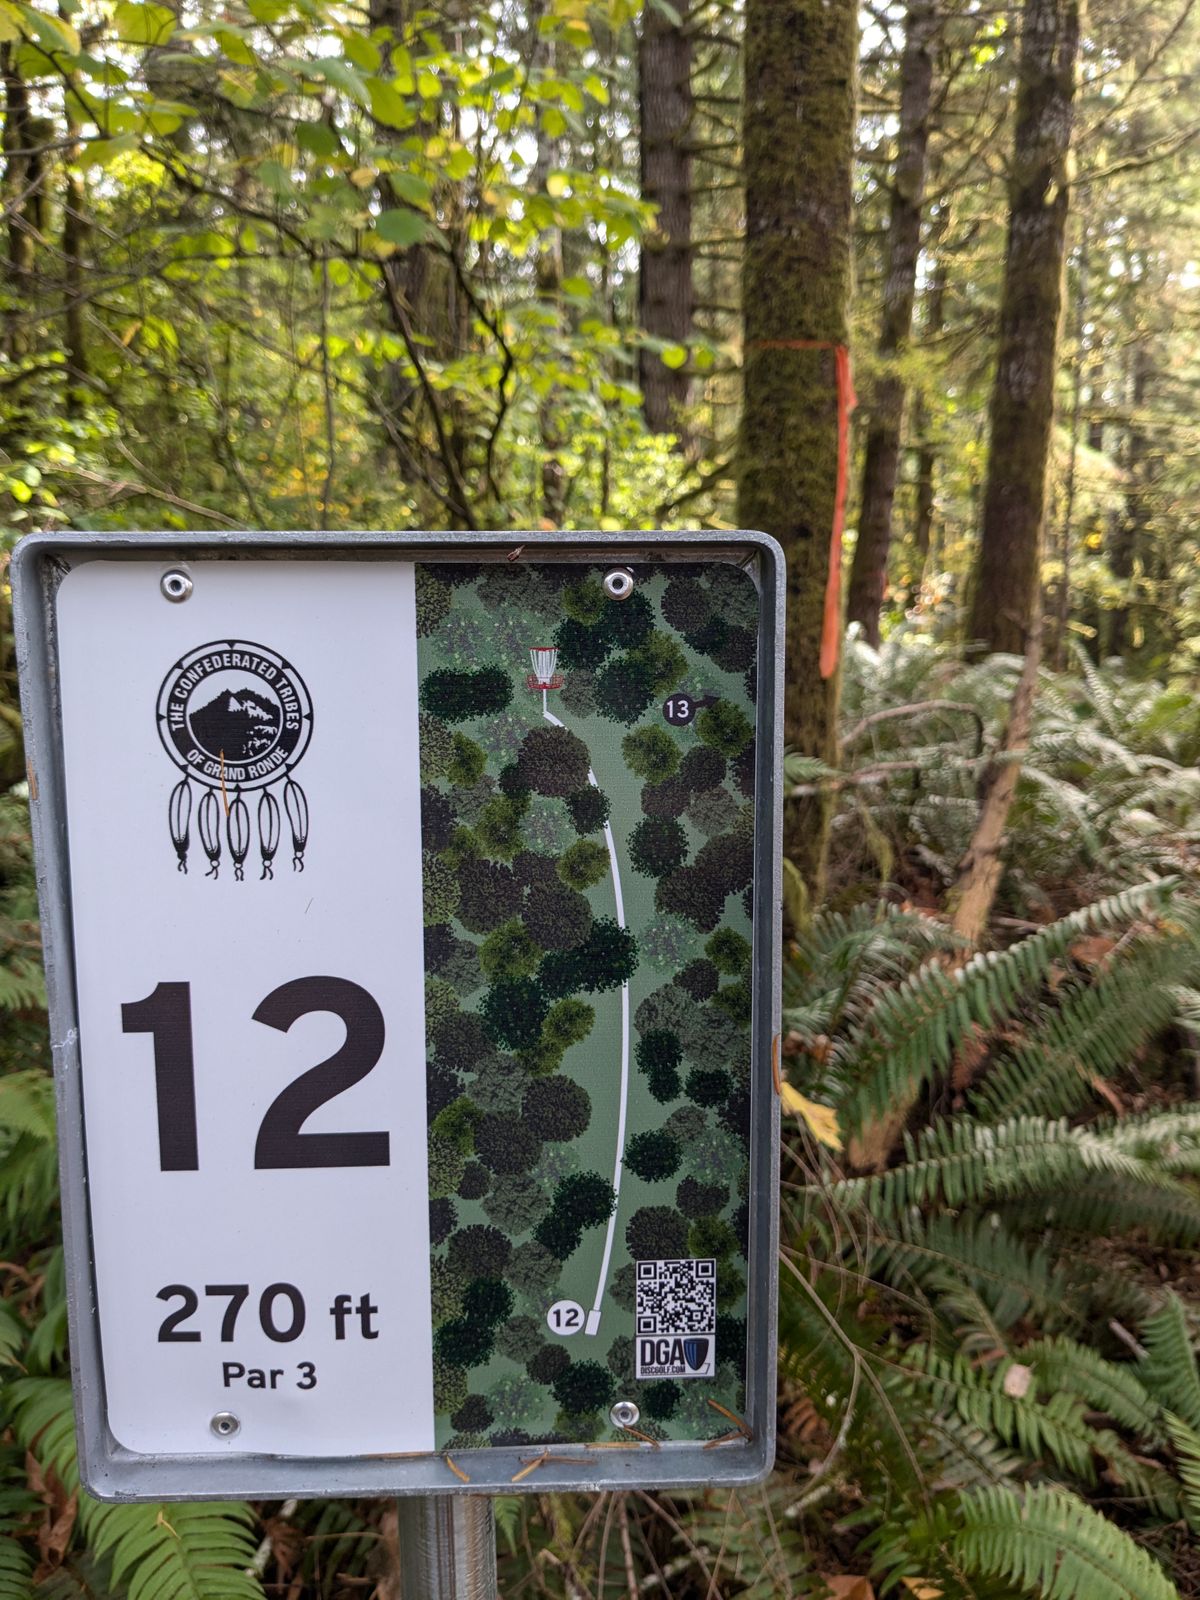 THE CONFEDERATED TRIBES
OF GRAND RONDE
12
270 ft
Par 3
13
12
DGA
DISCGOLF.COM